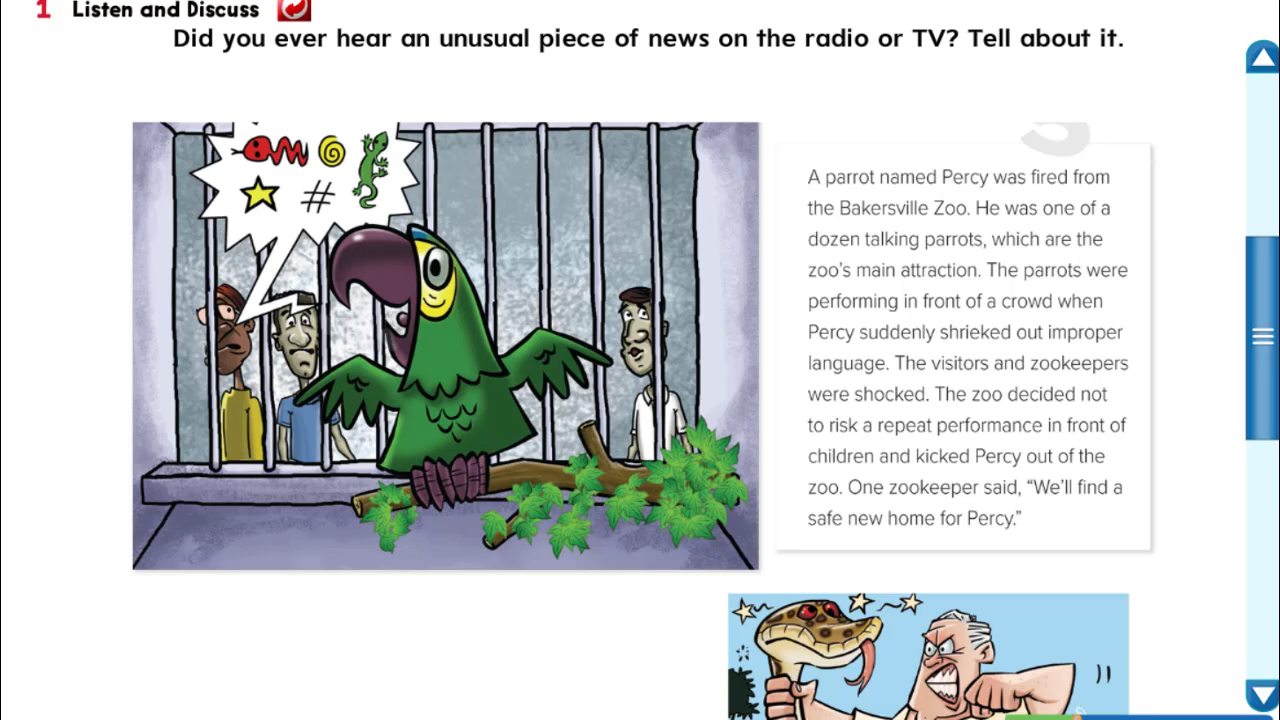 1 Listen and Discuss
Did you ever hear an unusual piece of news on the radio or TV? Tell about it.
#
A parrot named Percy was fired from
the Bakersville Zoo. He was one of a
dozen talking parrots, which are the
zoo’s main attraction. The parrots were
performing in front of a crowd when
Percy suddenly shrieked out improper
language. The visitors and zookeepers
were shocked. The zoo decided not
to risk a repeat performance in front of
children and kicked Percy out of the
zoo. One zookeeper said, “We’ll find a
safe new home for Percy.”